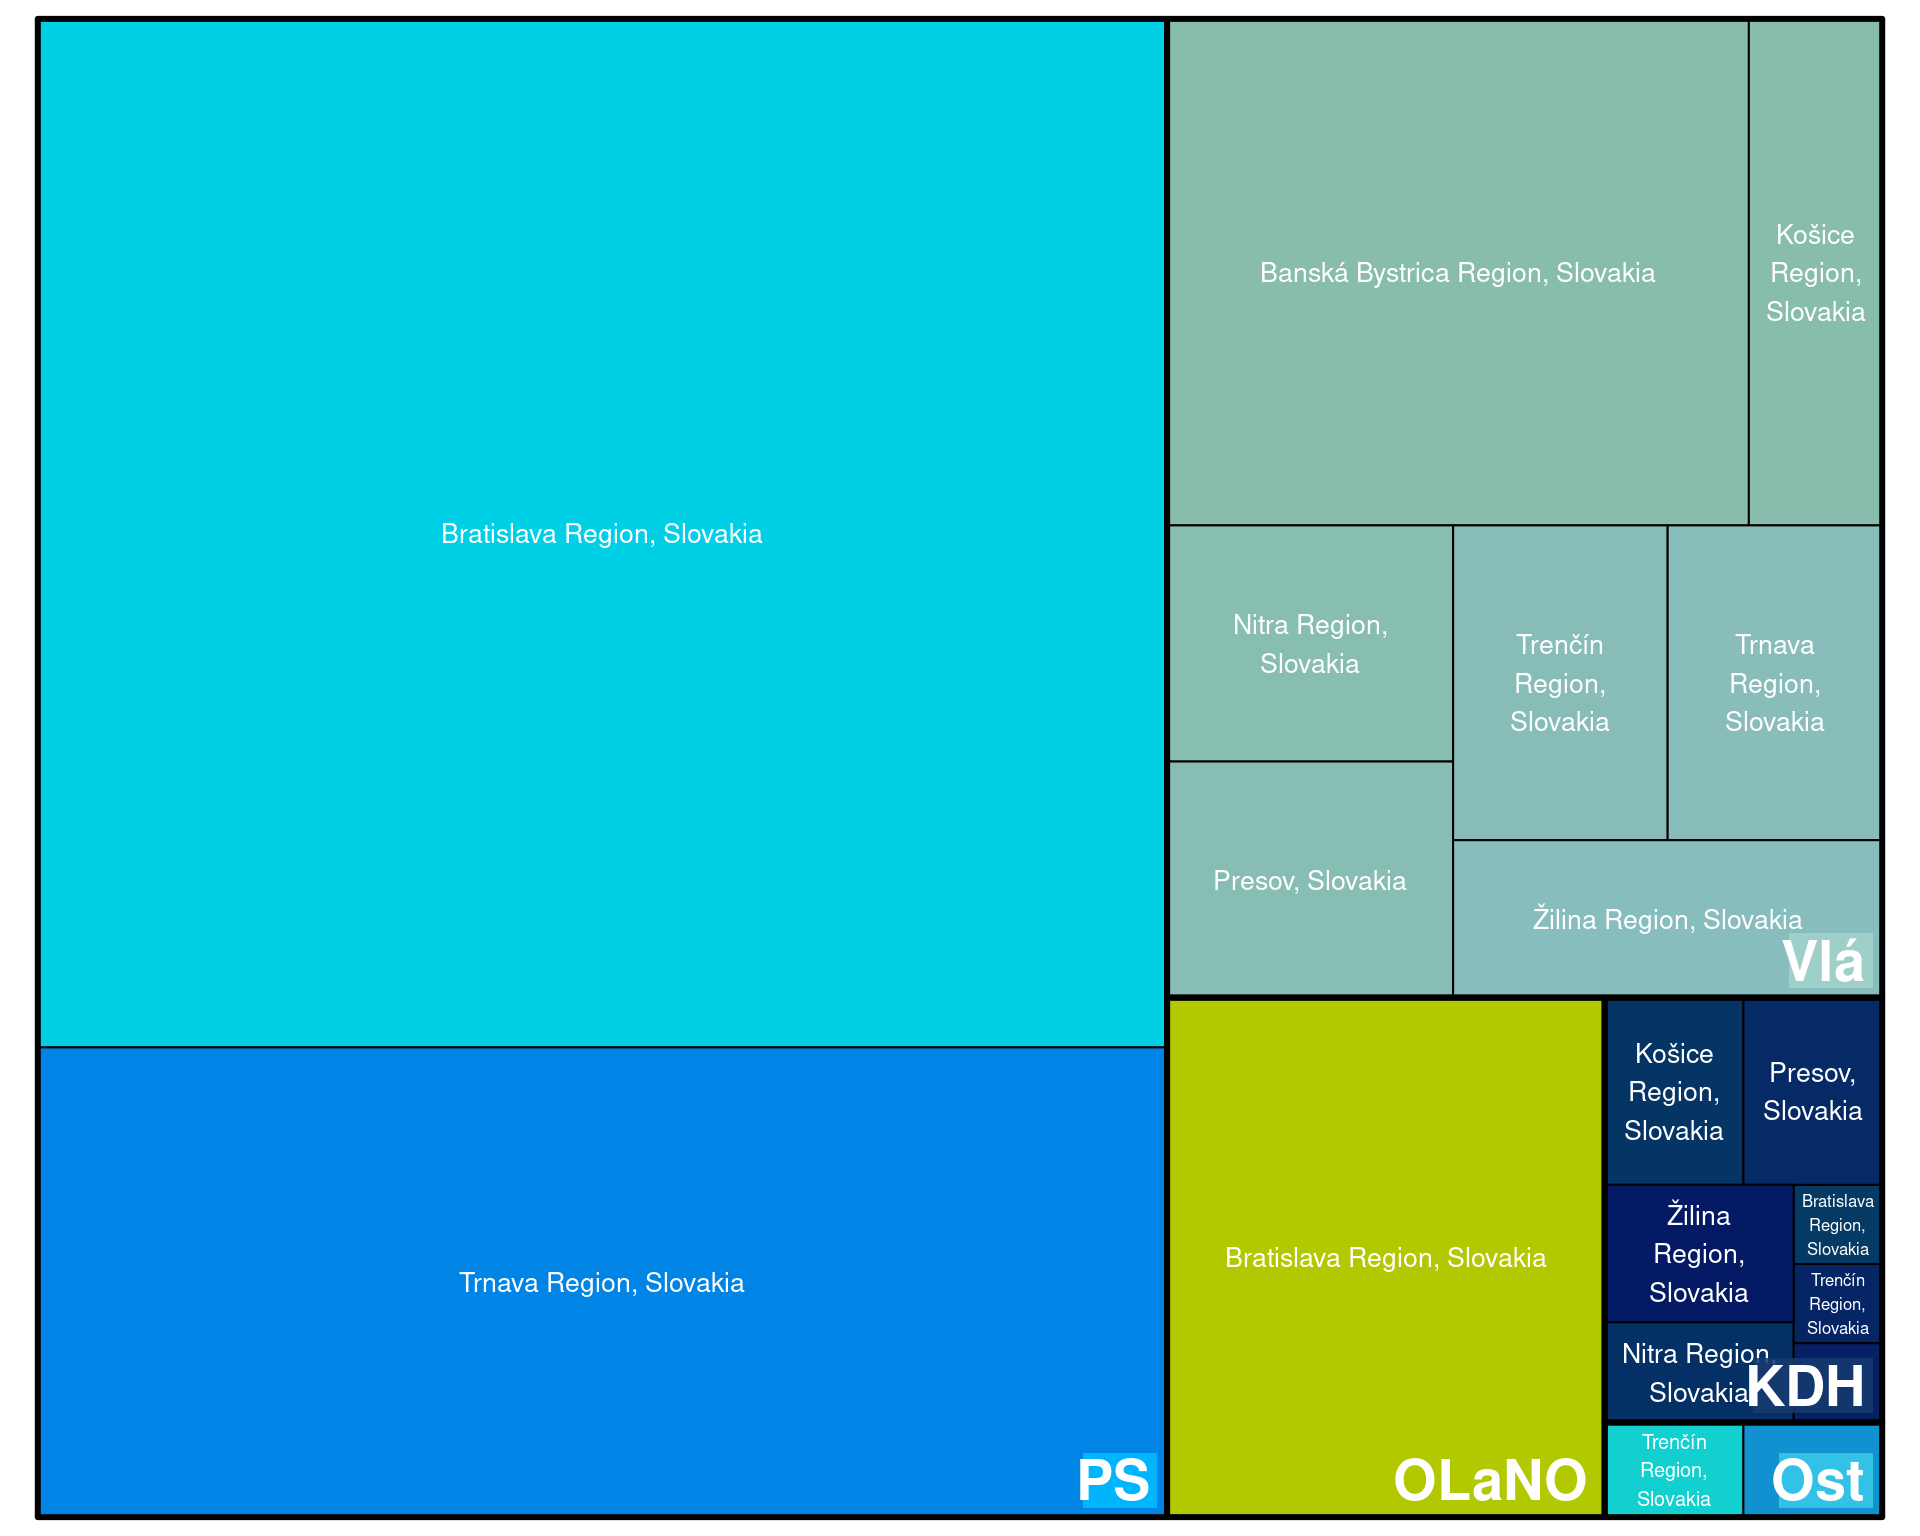 Bratislava Region, Slovakia
Trnava Region, Slovakia
PS
Banská Bystrica Region, Slovakia
Košice
Region,
Slovakia
Nitra Region,
Slovakia
Trenčín
Region,
Slovakia
Trnava
Region,
Slovakia
Presov, Slovakia
Žilina Region, Slovakia
Vlá
Bratislava Region, Slovakia
OLaNO
Košice
Region,
Slovakia
Presov,
Slovakia
Žilina
Region,
Slovakia
Bratislava
Region,
Slovakia
Trenčín
Region,
Slovakia
Nitra Region,
Slovakia
KDH
Trenčín
Region,
Slovakia
Ost